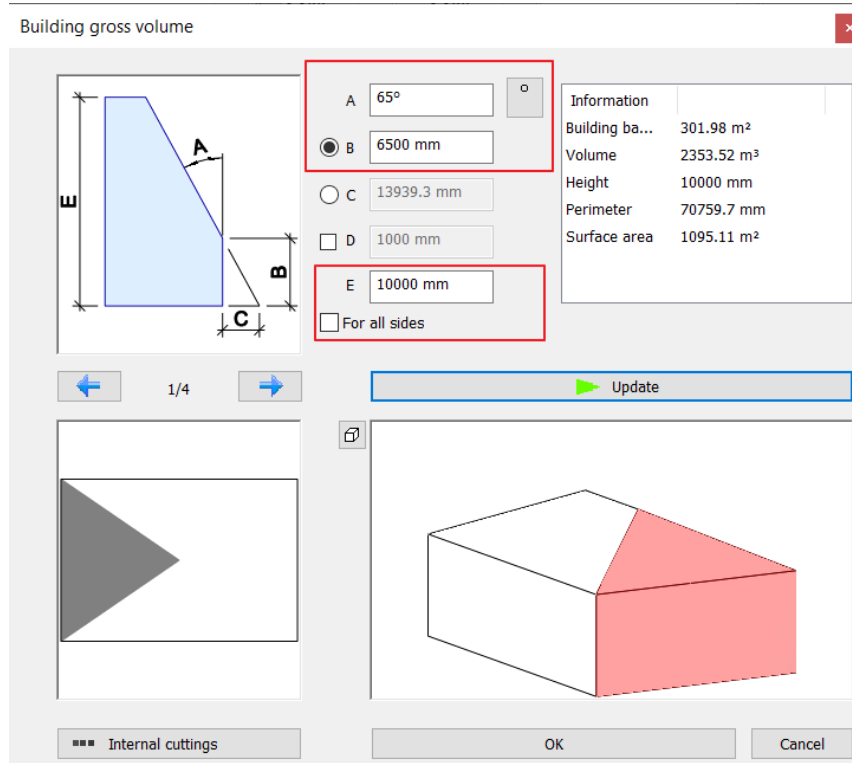 Building gross volume
A 65º º
B 6500 mm
C 13939.3 mm
D 1000 mm
E 10000 mm
For all sides
Information
Building ba... 301.98 m²
Volume 2353.52 m³
Height 10000 mm
Perimeter 70759.7 mm
Surface area 1095.11 m²
A
E
B
C
1/4
Update
Internal cuttings
OK
Cancel